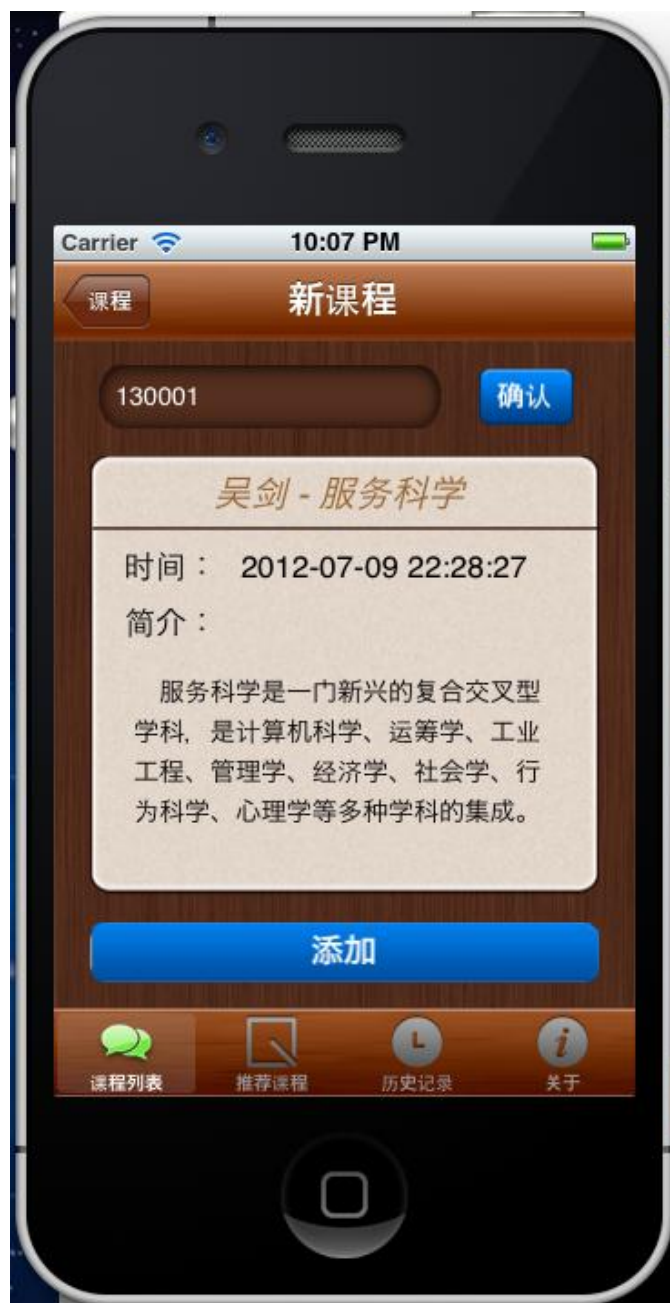 Carrier 10:07 PM
课程 新课程
130001 确认
吴剑 - 服务科学
时间： 2012-07-09 22:28:27
简介：
服务科学是一门新兴的复合交叉型
学科，是计算机科学、运筹学、工业
工程、管理学、经济学、社会学、行
为科学、心理学等多种学科的集成。
添加
课程列表 推荐课程 历史记录 关于